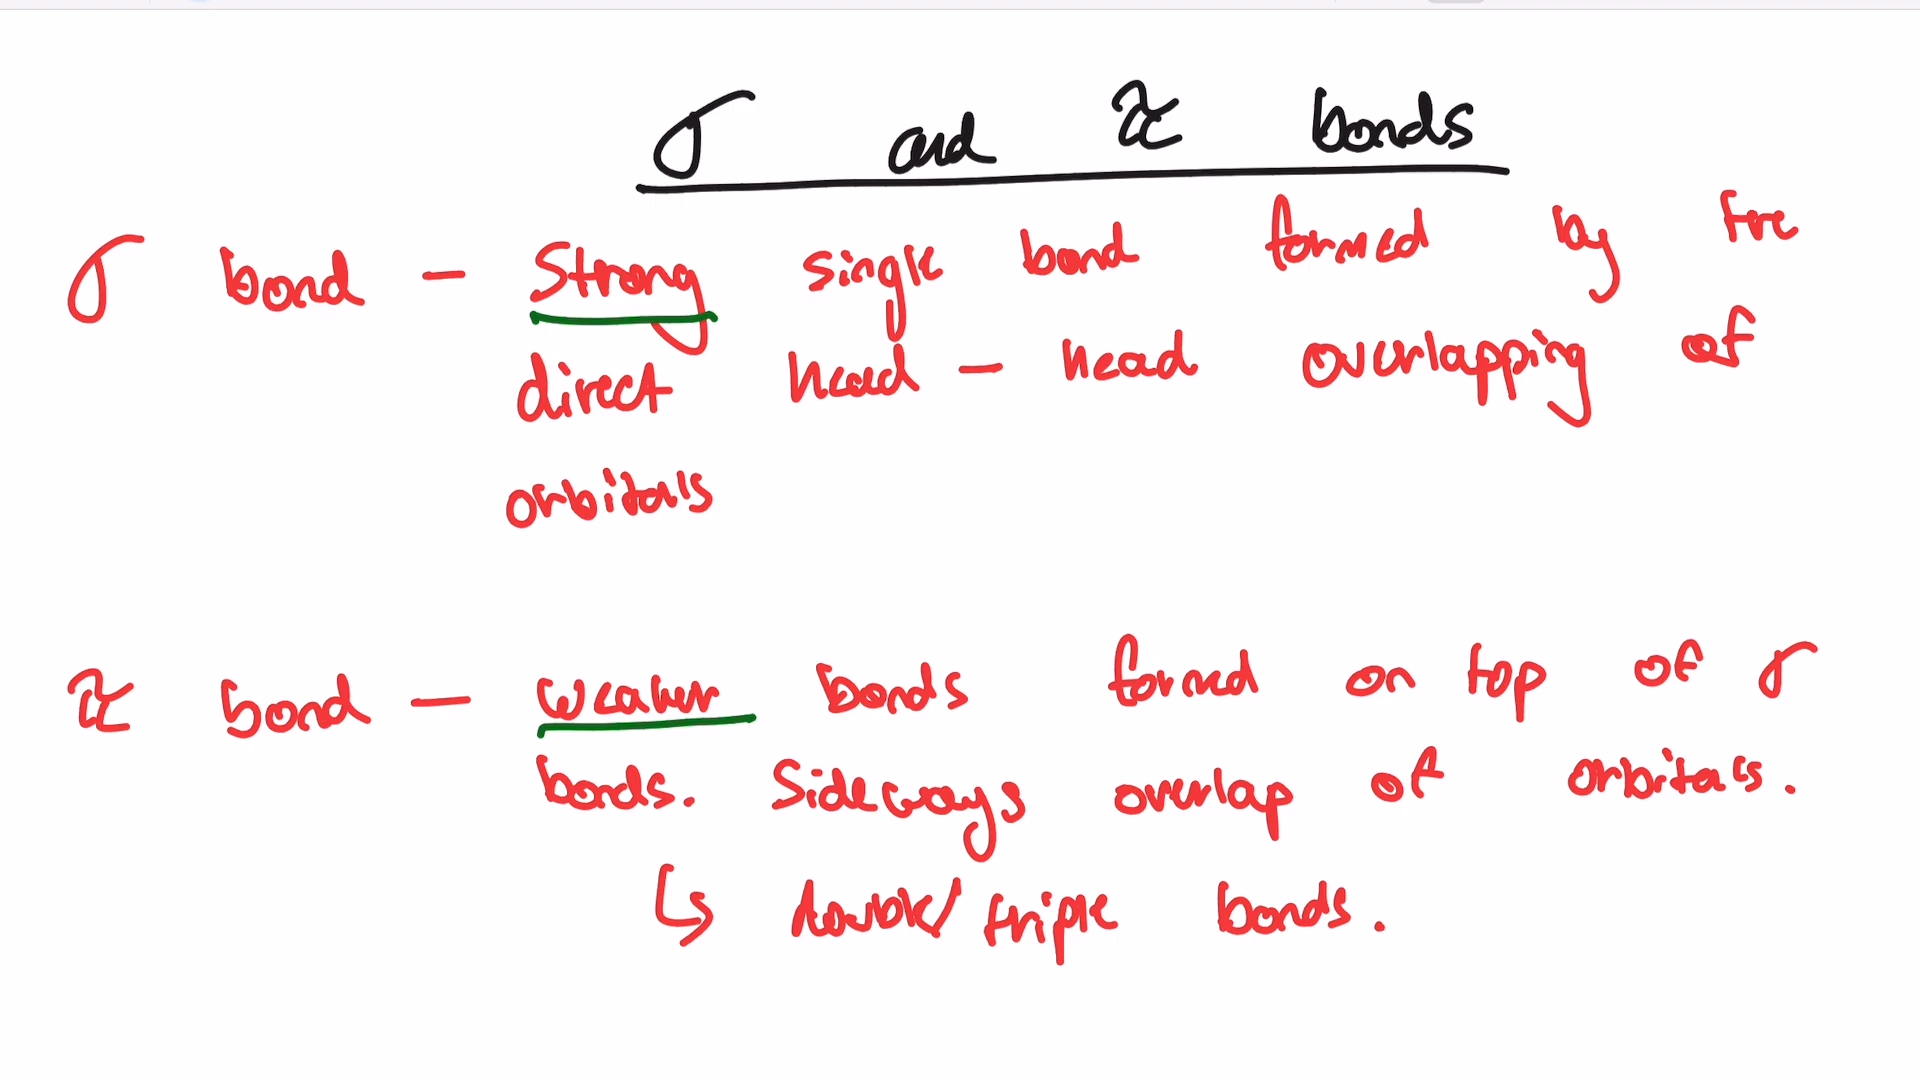 σ and π bonds
σ bond - Strong single bond formed by the
direct head - head overlapping of
orbitals
π bond - weaker bonds formed on top of σ
bonds. Sideways overlap of orbitals.
↳ double/triple bonds.